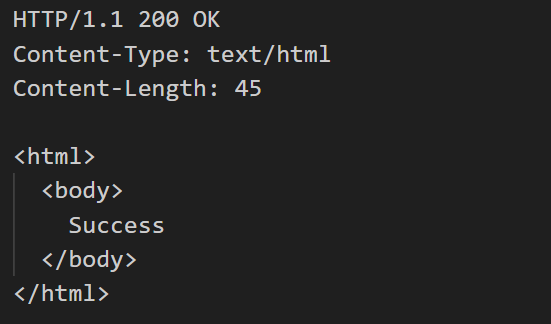 HTTP/1.1 200 OK
Content-Type: text/html
Content-Length: 45

<html>
  <body>
    Success
  </body>
</html>